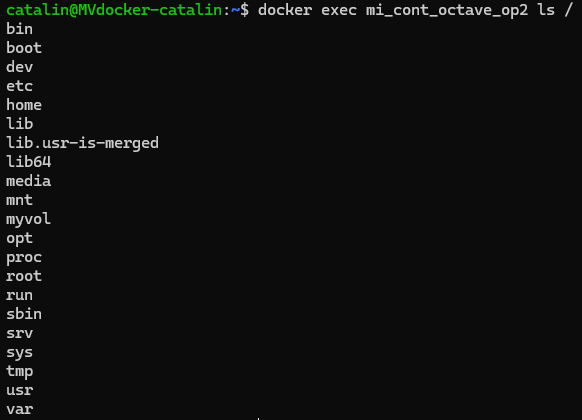 catalin@MVdocker-catalin:~$ docker exec mi_cont_octave_op2 ls /
bin
boot
dev
etc
home
lib
lib.usr-is-merged
lib64
media
mnt
myvol
opt
proc
root
run
sbin
srv
sys
tmp
usr
var